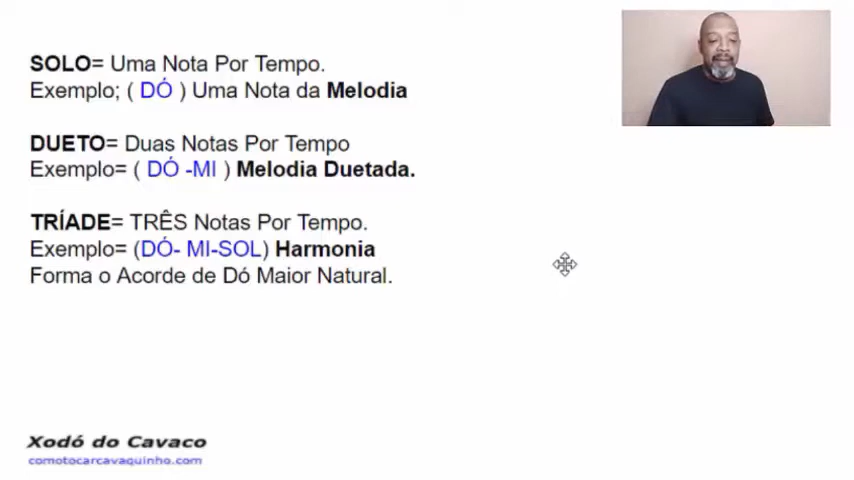 SOLO= Uma Nota Por Tempo.
Exemplo; ( DÓ ) Uma Nota da Melodia
DUETO= Duas Notas Por Tempo
Exemplo= ( DÓ -MI ) Melodia Duetada.
TRÍADE= TRÊS Notas Por Tempo.
Exemplo= (DÓ- MI-SOL) Harmonia
Forma o Acorde de Dó Maior Natural.
Xodó do Cavaco
comotocarcavaquinho.com